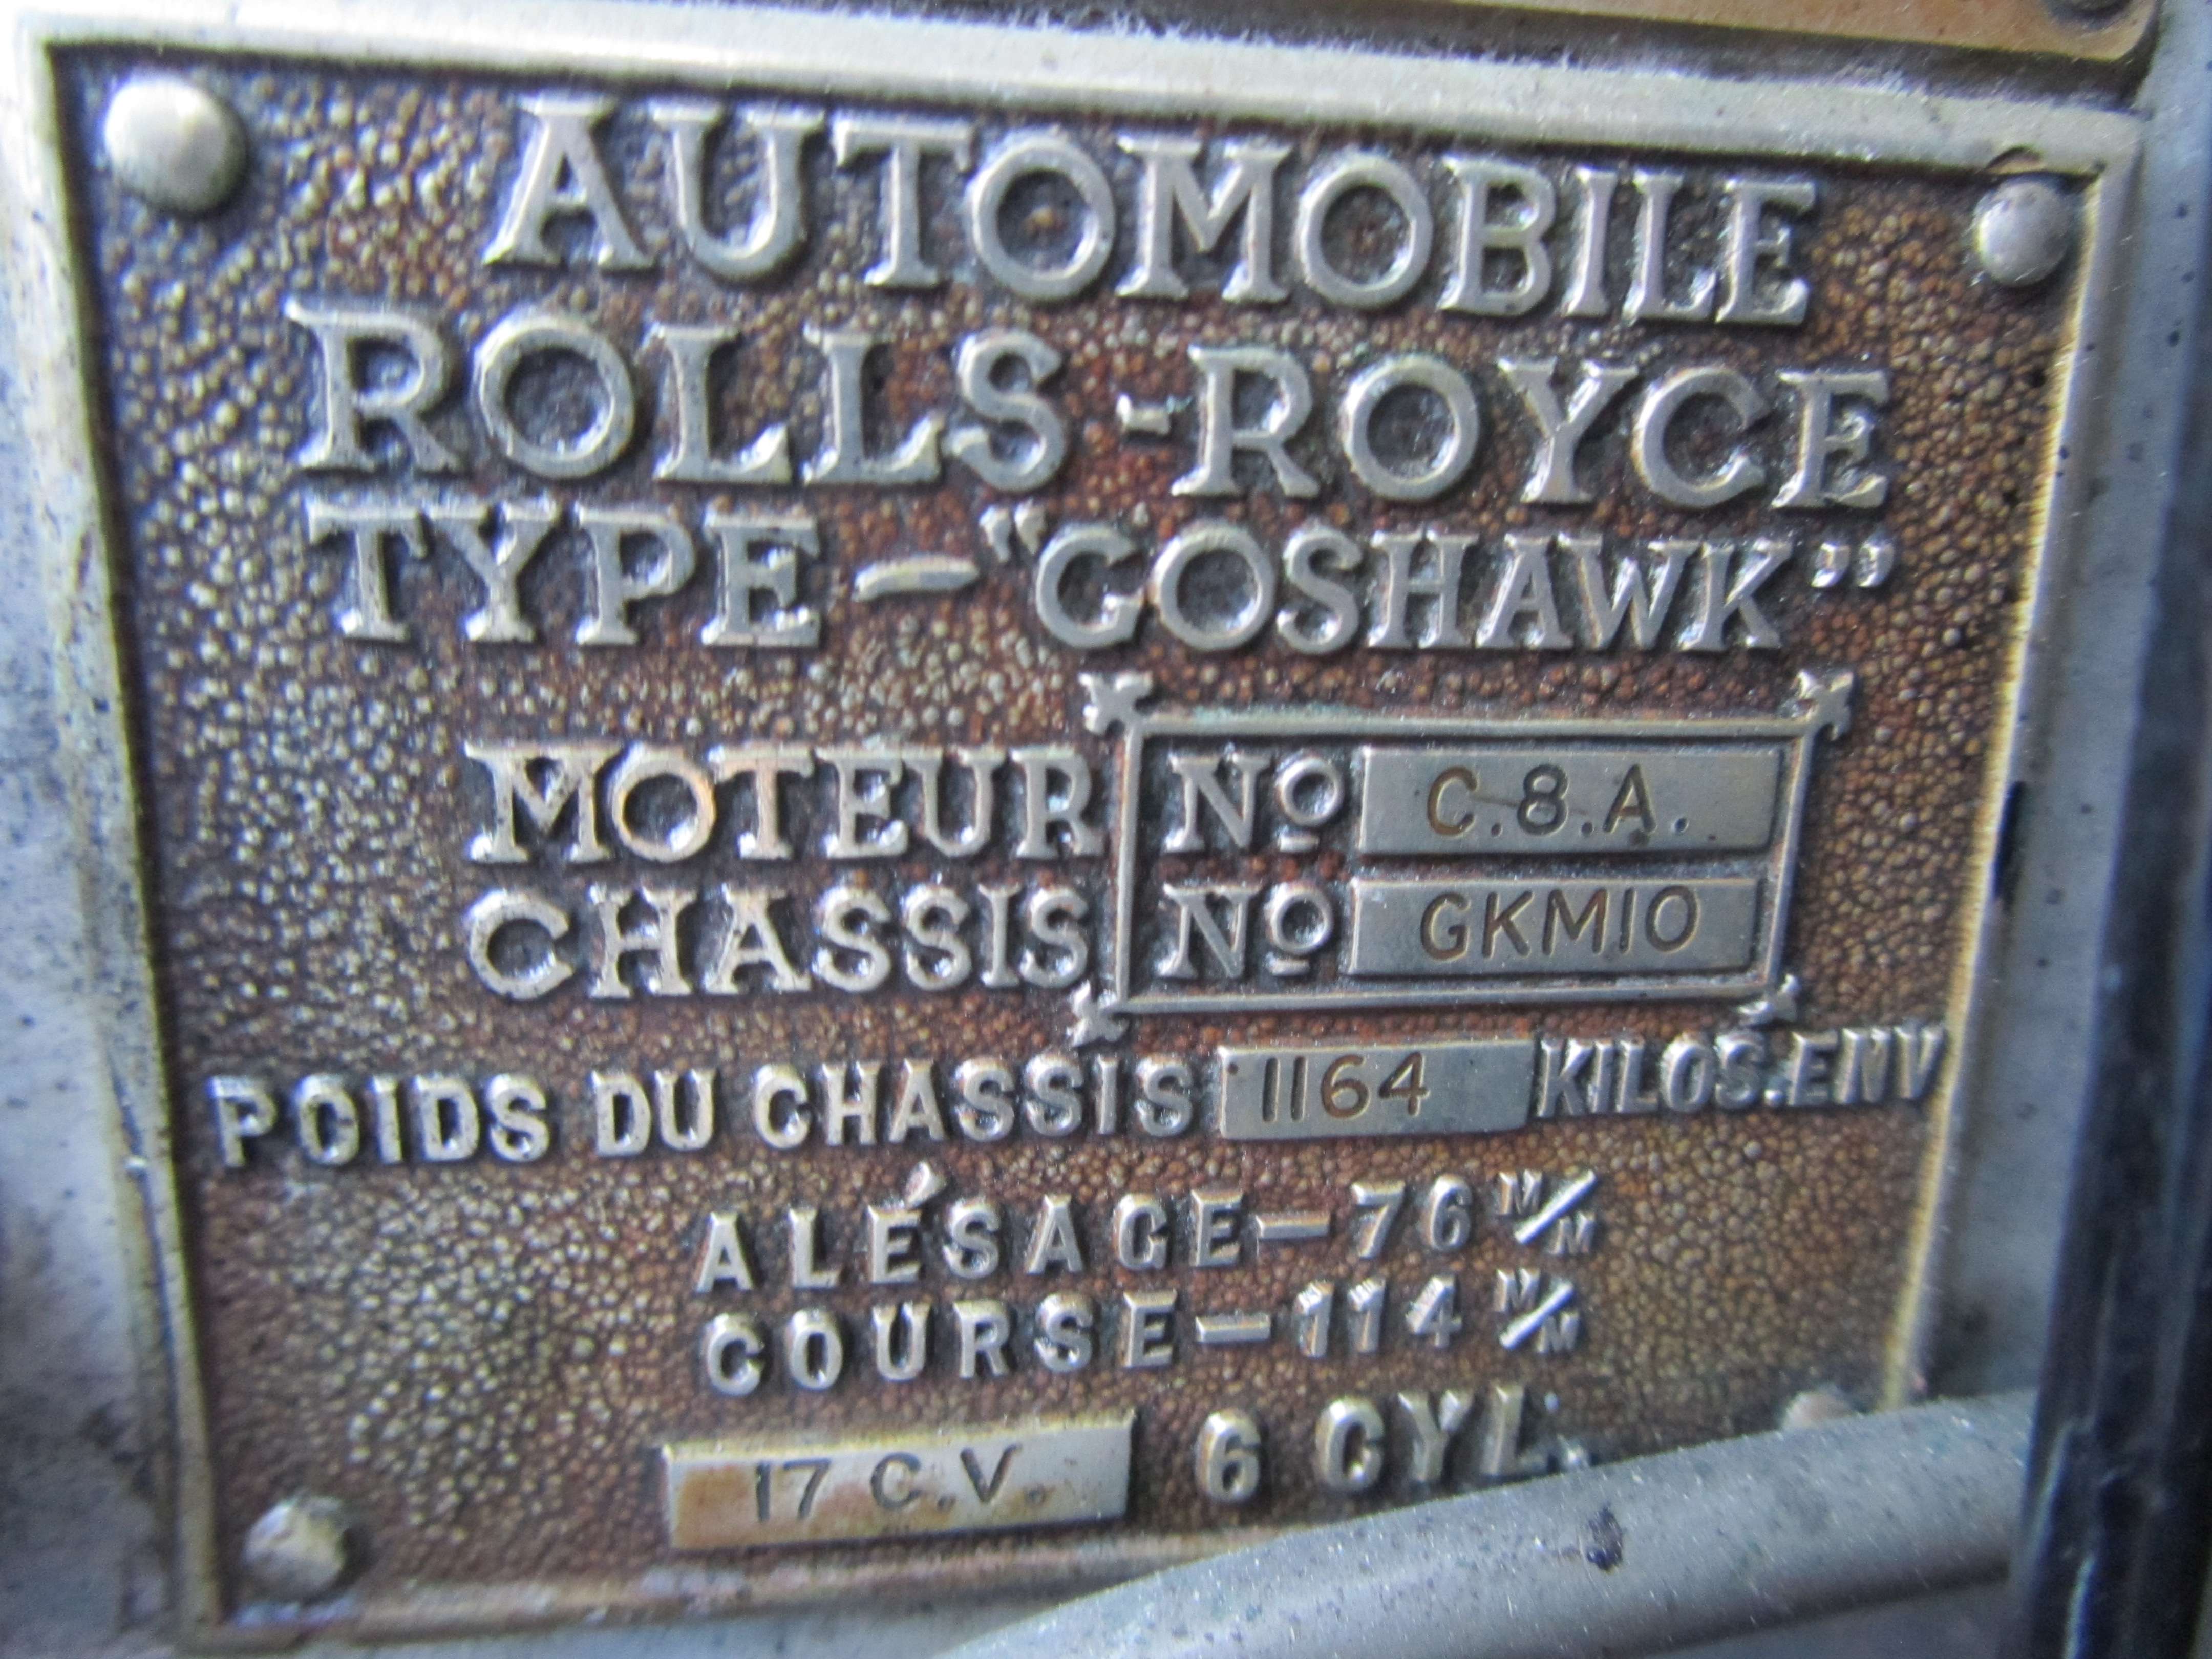 AUTOMOBILE
ROLLS-ROYCE
TYPE-"GOSHAWK"
MOTEUR No C.8.A.
CHASSIS No GKM10
POIDS DU CHASSIS 1164 KILOS.ENV
ALÉSAGE-76 M/M
COURSE-114 M/M
17 C.V. 6 CYL.